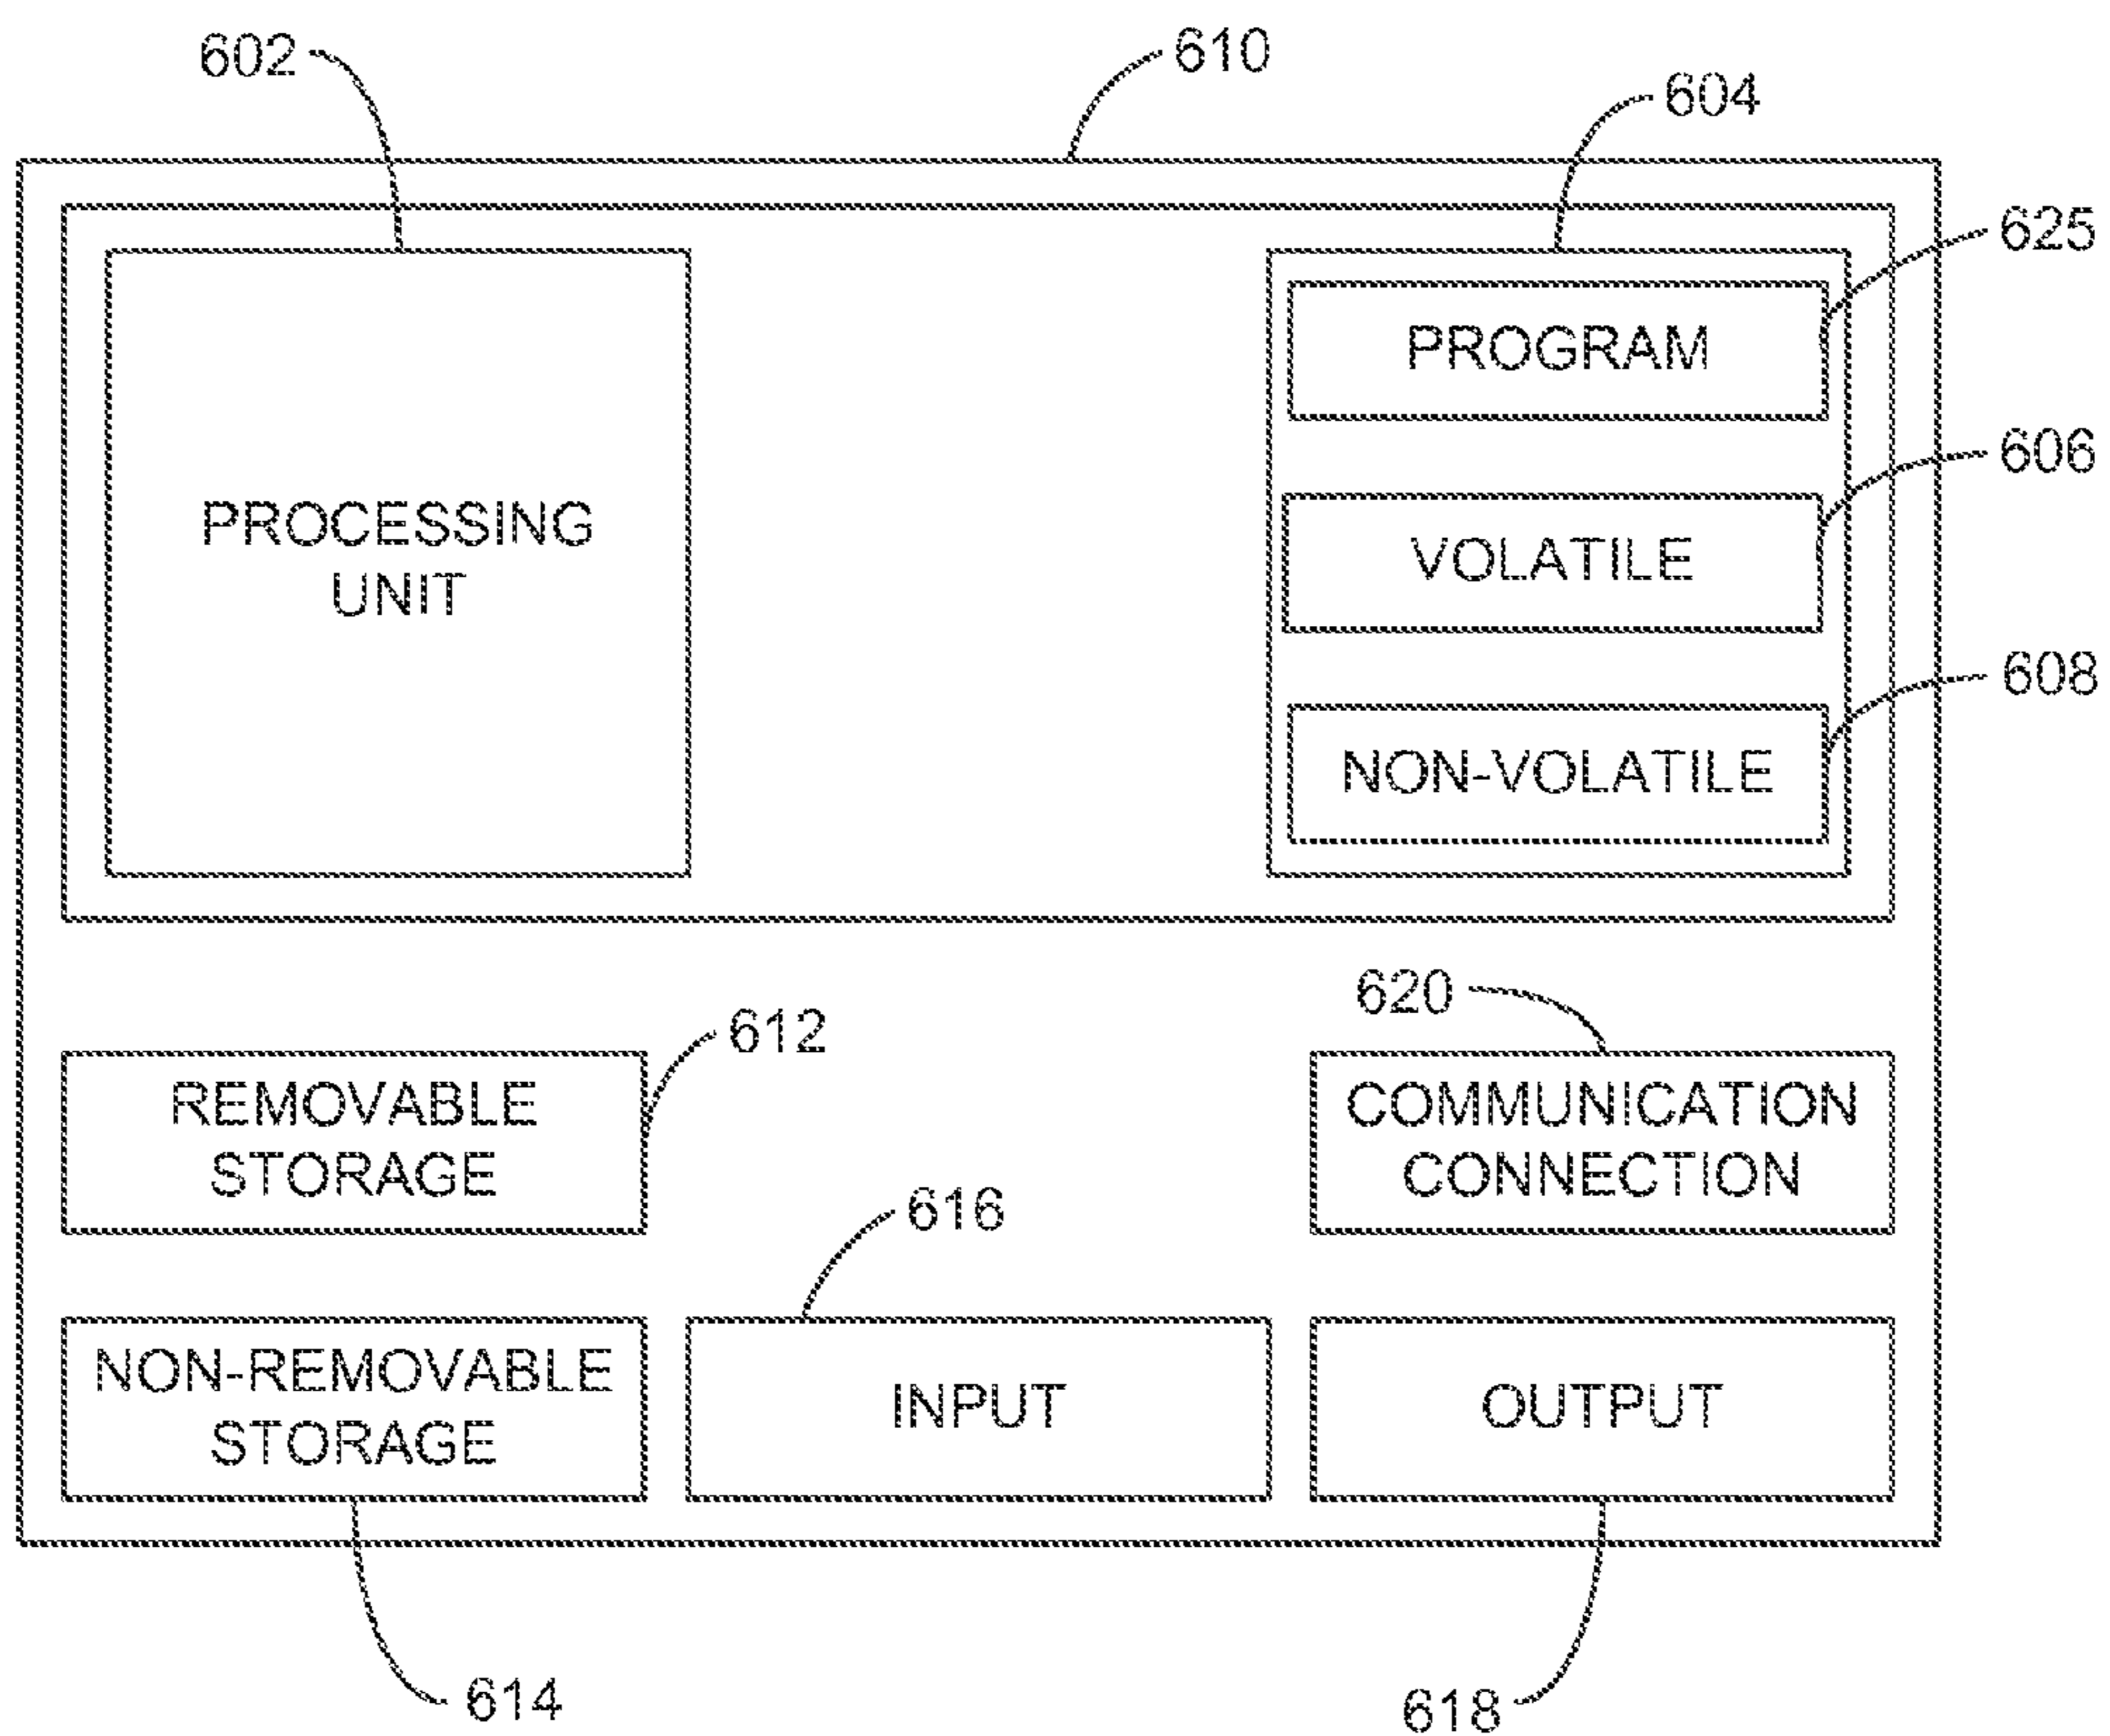 602
610
604
625
PROGRAM
606
PROCESSING
UNIT
VOLATILE
608
NON-VOLATILE
620
612
REMOVABLE
STORAGE
COMMUNICATION
CONNECTION
616
NON-REMOVABLE
STORAGE
INPUT
OUTPUT
614
618